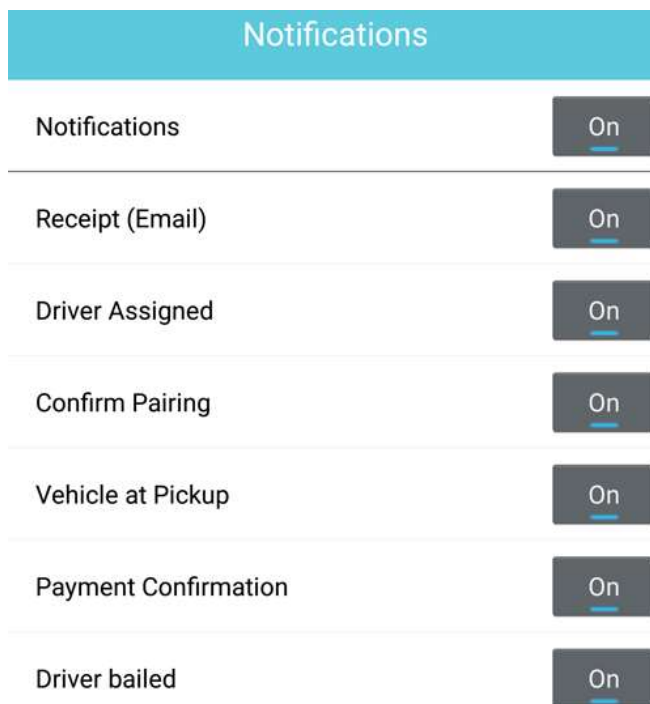 Notifications
Notifications On
Receipt (Email) On
Driver Assigned On
Confirm Pairing On
Vehicle at Pickup On
Payment Confirmation On
Driver bailed On